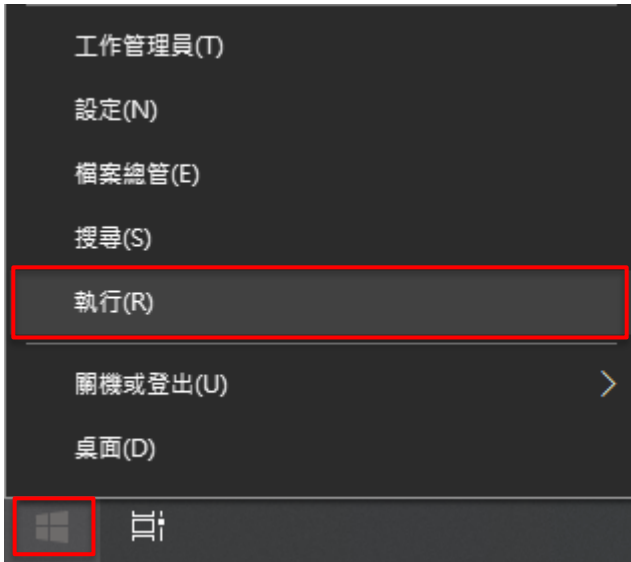 工作管理員(T)
設定(N)
檔案總管(E)
搜尋(S)
執行(R)
關機或登出(U)
桌面(D)